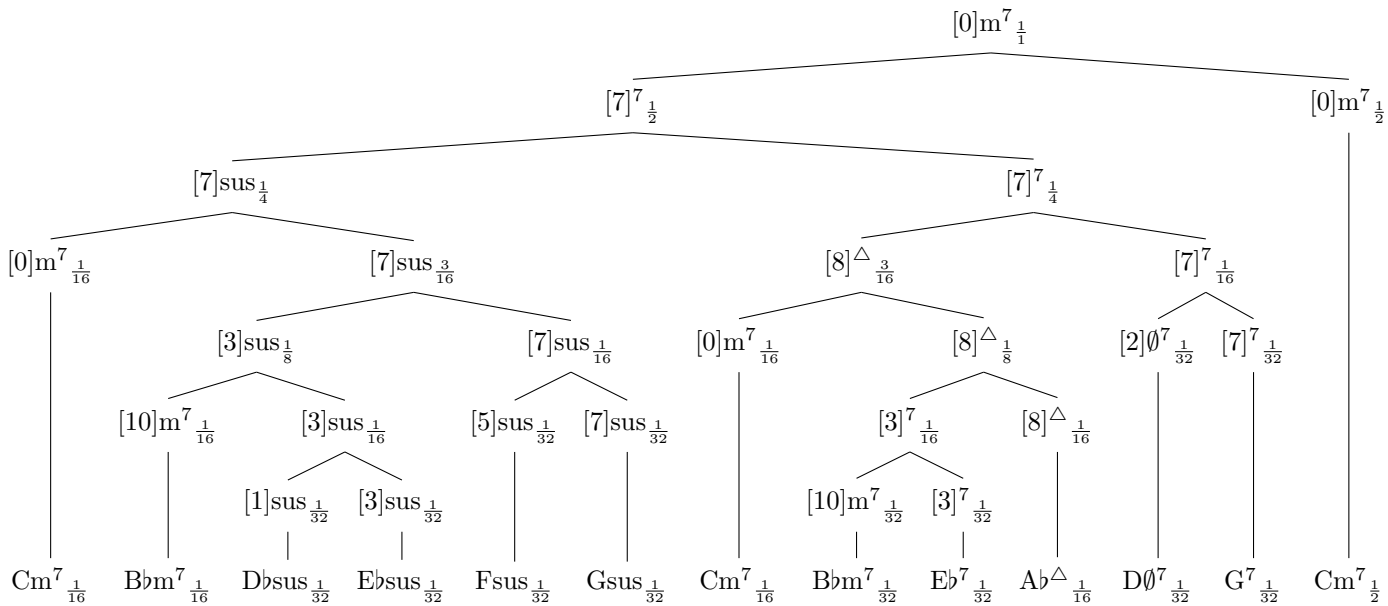 [0]m⁷ 1/1
[7]⁷ 1/2 [0]m⁷ 1/2
[7]sus 1/4 [7]⁷ 1/4
[0]m⁷ 1/16 [7]sus 3/16 [8]△ 3/16 [7]⁷ 1/16
[3]sus 1/8 [7]sus 1/16 [0]m⁷ 1/16 [8]△ 1/8 [2]∅⁷ 1/32 [7]⁷ 1/32
[10]m⁷ 1/16 [3]sus 1/16 [5]sus 1/32 [7]sus 1/32 [3]⁷ 1/16 [8]△ 1/16
[1]sus 1/32 [3]sus 1/32 [10]m⁷ 1/32 [3]⁷ 1/32
Cm⁷ 1/16 B♭m⁷ 1/16 D♭sus 1/32 E♭sus 1/32 Fsus 1/32 Gsus 1/32 Cm⁷ 1/16 B♭m⁷ 1/32 E♭⁷ 1/32 A♭△ 1/16 D∅⁷ 1/32 G⁷ 1/32 Cm⁷ 1/2